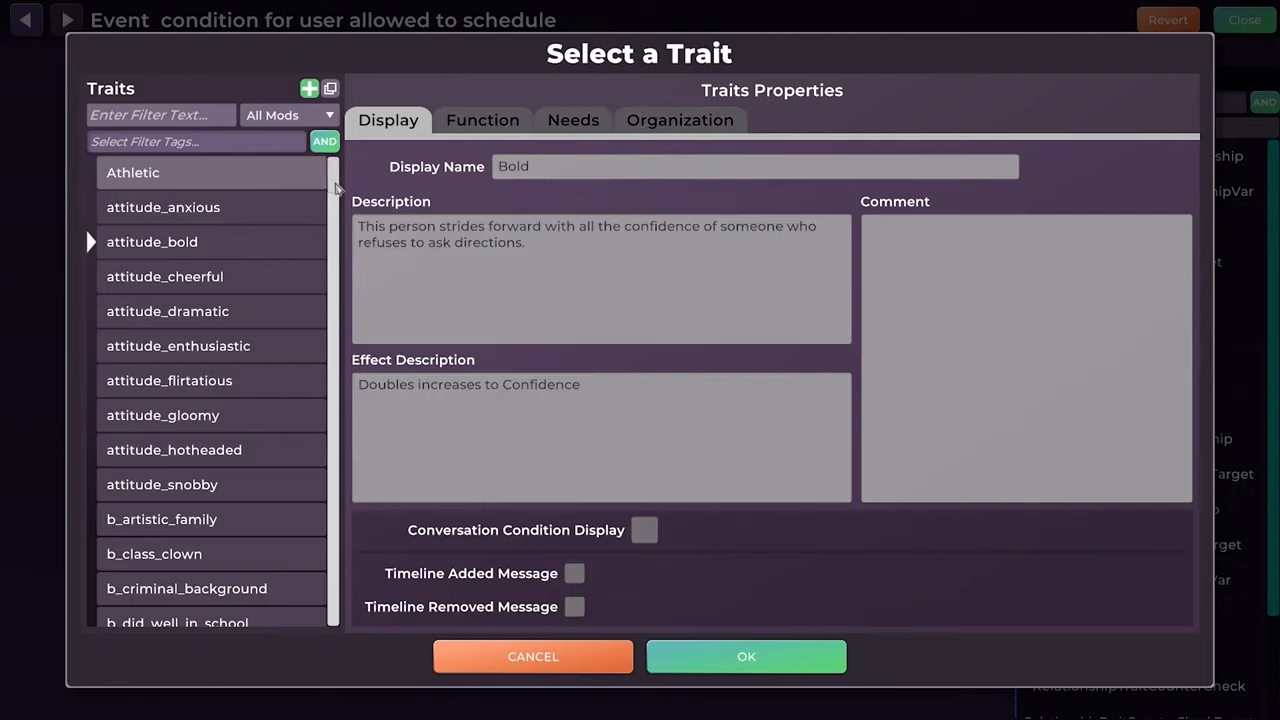 Event condition for user allowed to schedule
Revert
Close
Select a Trait
Traits
Enter Filter Text...
All Mods
Select Filter Tags...
AND
Athletic
attitude_anxious
attitude_bold
attitude_cheerful
attitude_dramatic
attitude_enthusiastic
attitude_flirtatious
attitude_gloomy
attitude_hotheaded
attitude_snobby
b_artistic_family
b_class_clown
b_criminal_background
b_did_well_in_school
Traits Properties
Display
Function
Needs
Organization
Display Name
Bold
Description
This person strides forward with all the confidence of someone who
refuses to ask directions.
Comment
Effect Description
Doubles increases to Confidence
Conversation Condition Display
Timeline Added Message
Timeline Removed Message
CANCEL
OK
AND